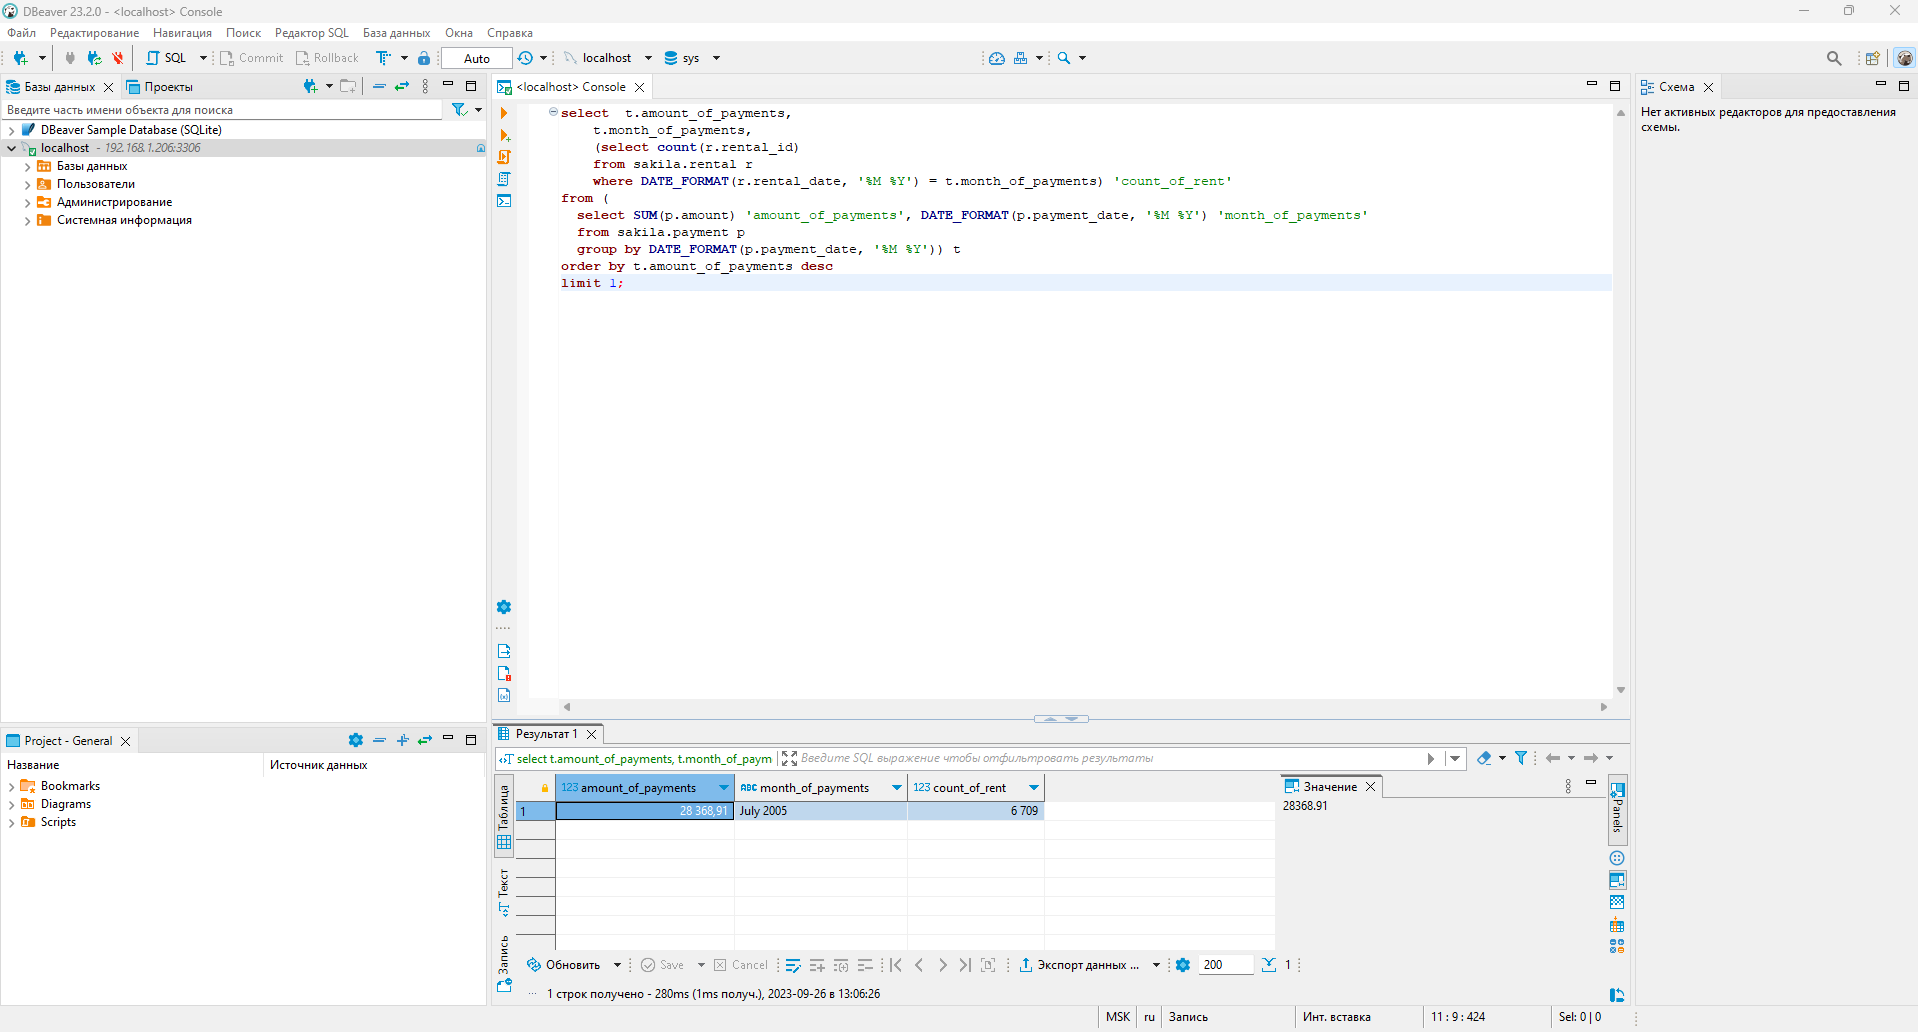 DBeaver 23.2.0 - <localhost> Console
Файл Редактирование Навигация Поиск Редактор SQL База данных Окна Справка
SQL Commit Rollback Auto localhost sys
Базы данных Проекты
Введите часть имени объекта для поиска
DBeaver Sample Database (SQLite)
localhost - 192.168.1.206:3306
Базы данных
Пользователи
Администрирование
Системная информация
<localhost> Console
select  t.amount_of_payments,
t.month_of_payments,
(select count(r.rental_id)
from sakila.rental r
where DATE_FORMAT(r.rental_date, '%M %Y') = t.month_of_payments) 'count_of_rent'
from (
select SUM(p.amount) 'amount_of_payments', DATE_FORMAT(p.payment_date, '%M %Y') 'month_of_payments'
from sakila.payment p
group by DATE_FORMAT(p.payment_date, '%M %Y')) t
order by t.amount_of_payments desc
limit 1;
Схема
Нет активных редакторов для предоставления
схемы.
Project - General
Название Источник данных
Bookmarks
Diagrams
Scripts
Результат 1
select t.amount_of_payments, t.month_of_paym Введите SQL выражение чтобы отфильтровать результаты
Таблица
Текст
Запись
123 amount_of_payments ABC month_of_payments 123 count_of_rent
1 28 368,91 July 2005 6 709
Значение
28368.91
Panels
Обновить Save Cancel Экспорт данных ... 200 1
1 строк получено - 280ms (1ms получ.), 2023-09-26 в 13:06:26
MSK ru Запись Инт. вставка 11 : 9 : 424 Sel: 0 | 0